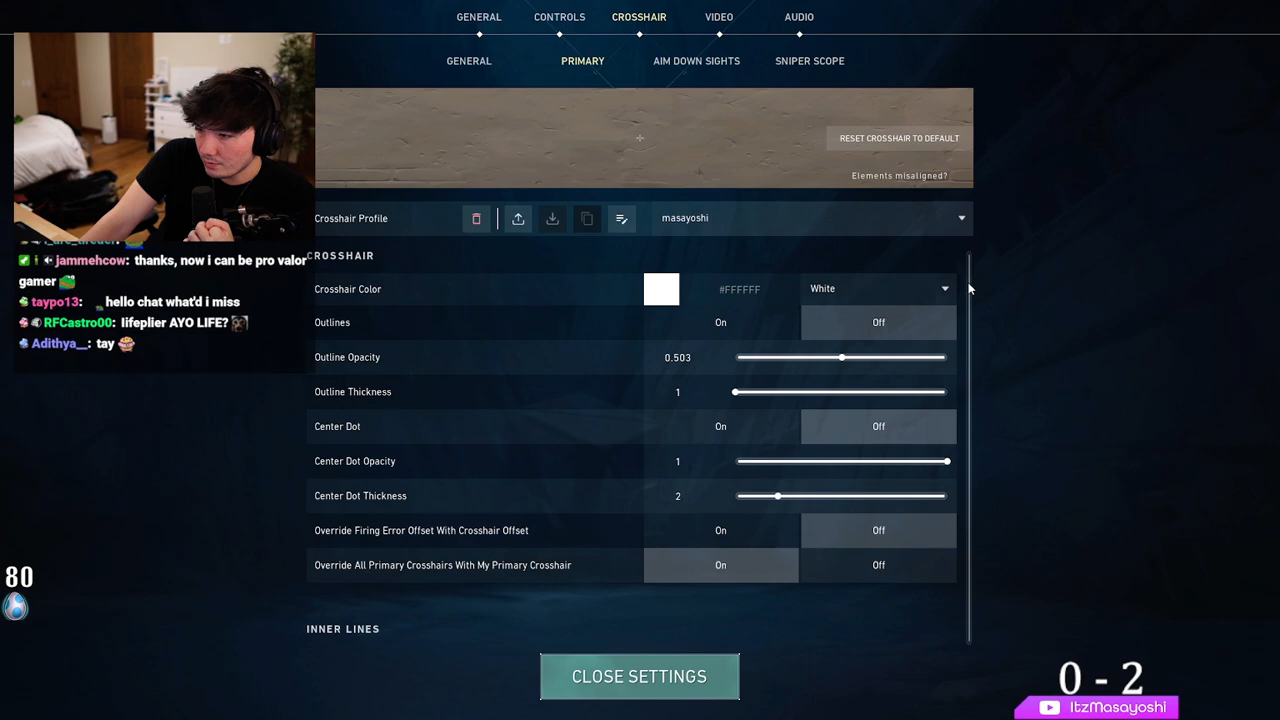 GENERAL CONTROLS CROSSHAIR VIDEO AUDIO
GENERAL PRIMARY AIM DOWN SIGHTS SNIPER SCOPE
RESET CROSSHAIR TO DEFAULT
Elements misaligned?
Crosshair Profile masayoshi
CROSSHAIR
Crosshair Color #FFFFFF White
Outlines On Off
Outline Opacity 0.503
Outline Thickness 1
Center Dot On Off
Center Dot Opacity 1
Center Dot Thickness 2
Override Firing Error Offset With Crosshair Offset On Off
Override All Primary Crosshairs With My Primary Crosshair On Off
INNER LINES
CLOSE SETTINGS
jammehcow: thanks, now i can be pro valor
gamer
taypo13: hello chat what'd i miss
RFCastro00: lifeplier AYO LIFE?
Adithya__: tay
80
0 - 2
ItzMasayoshi